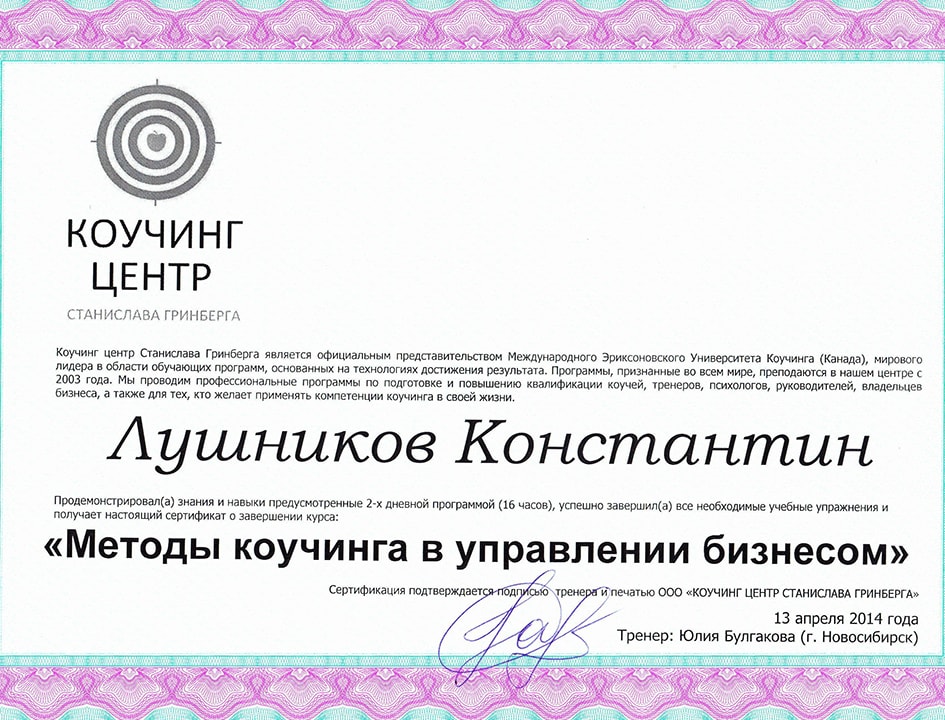 КОУЧИНГ
ЦЕНТР
СТАНИСЛАВА ГРИНБЕРГА
Коучинг центр Станислава Гринберга является официальным представительством Международного Эриксоновского Университета Коучинга (Канада), мирового
лидера в области обучающих программ, основанных на технологиях достижения результата. Программы, признанные во всем мире, преподаются в нашем центре с
2003 года. Мы проводим профессиональные программы по подготовке и повышению квалификации коучей, тренеров, психологов, руководителей, владельцев
бизнеса, а также для тех, кто желает применять компетенции коучинга в своей жизни.
Лушников Константин
Продемонстрировал(а) знания и навыки предусмотренные 2-х дневной программой (16 часов), успешно завершил(а) все необходимые учебные упражнения и
получает настоящий сертификат о завершении курса:
«Методы коучинга в управлении бизнесом»
Сертификация подтверждается подписью тренера и печатью ООО «КОУЧИНГ ЦЕНТР СТАНИСЛАВА ГРИНБЕРГА»
13 апреля 2014 года
Тренер: Юлия Булгакова (г. Новосибирск)